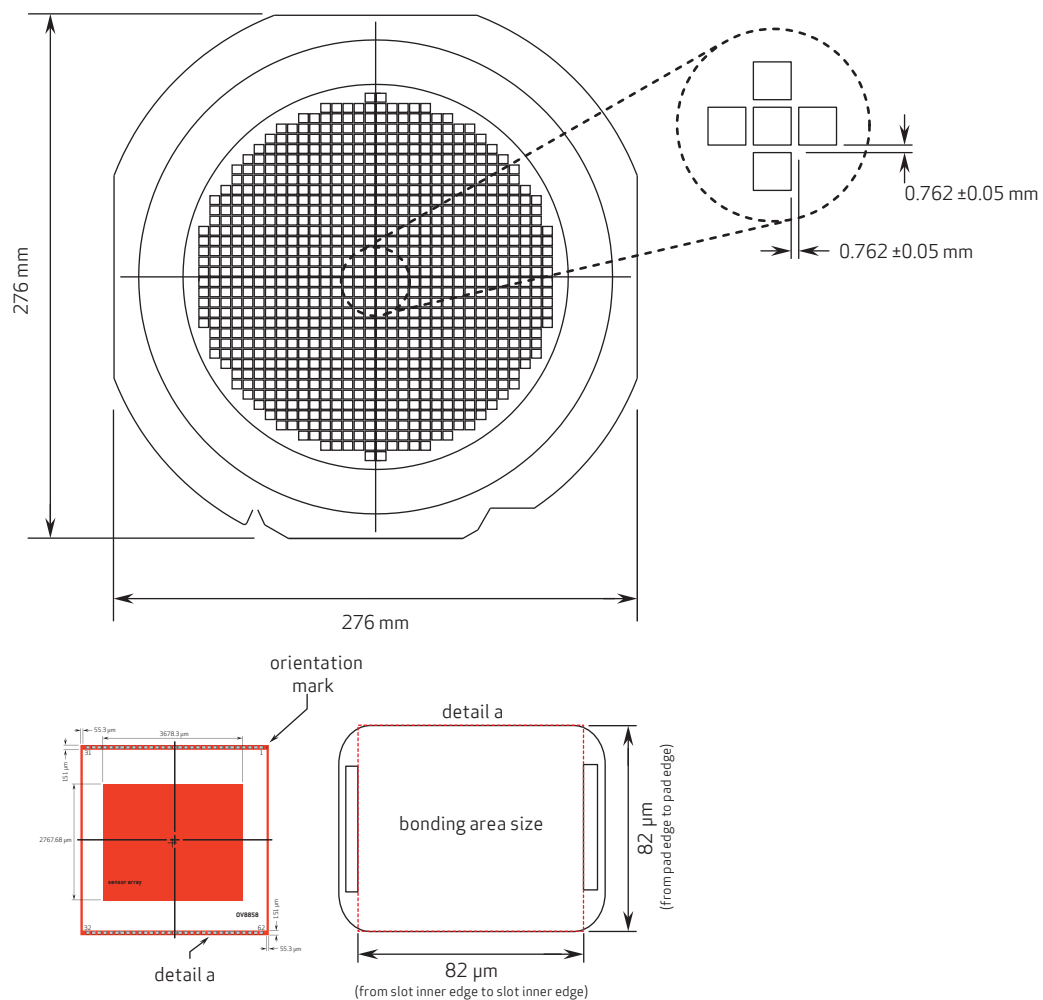 276 mm
0.762 ±0.05 mm
0.762 ±0.05 mm
276 mm
orientation
mark
55.3 µm
3678.3 µm
31
1
151 µm
2767.68 µm
sensor array
OV8858
151 µm
32
62
55.3 µm
detail a
detail a
bonding area size
82 µm
(from pad edge to pad edge)
82 µm
(from slot inner edge to slot inner edge)